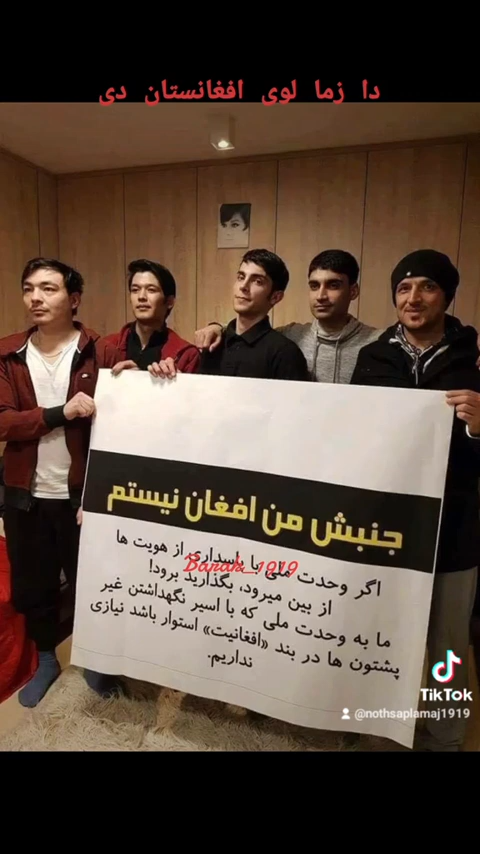 دا زما لوی افغانستان دی
جنبش من افغان نیستم
اگر وحدت ملی با پاسداری از هویت ها
از بین میرود، بگذارید برود!
ما به وحدت ملی که با اسیر نگهداشتن غیر
پشتون ها در بند «افغانیت» استوار باشد نیازی
نداریم.
Barak_1919
TikTok
@nothsaplamaj1919